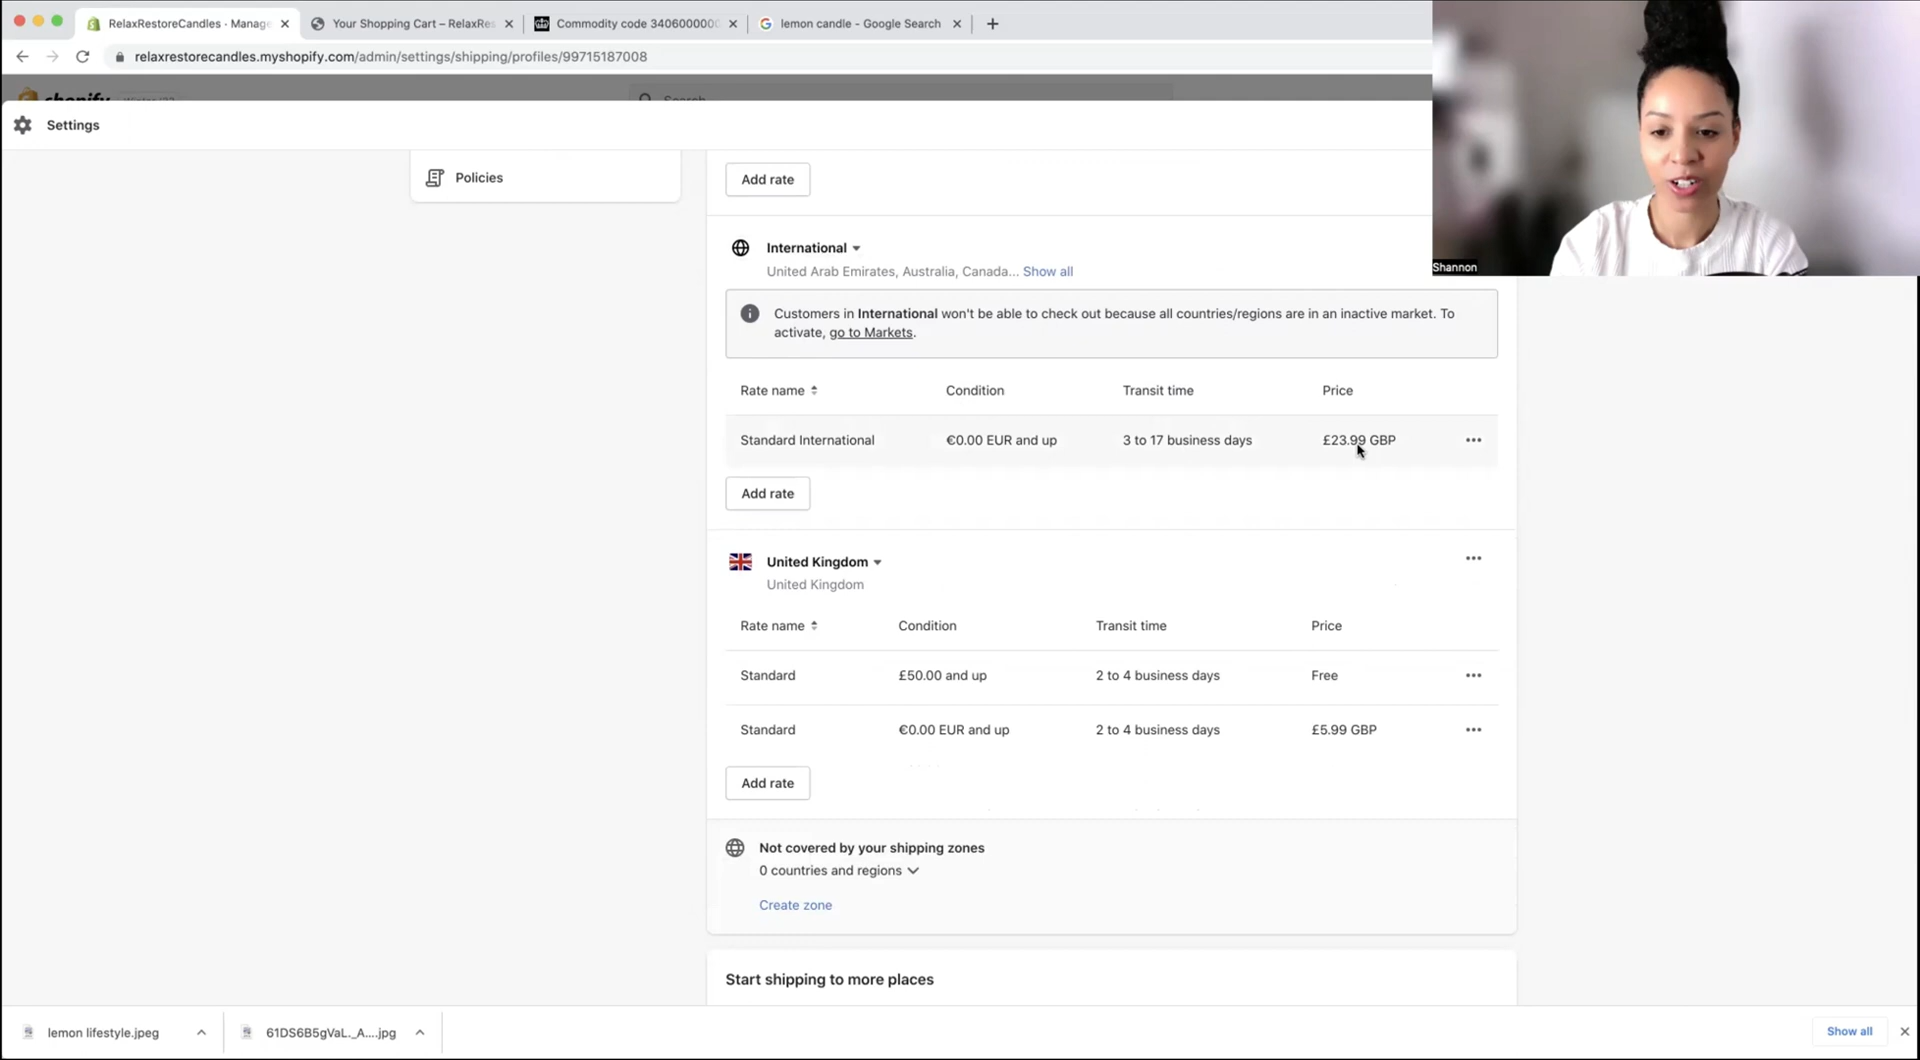 RelaxRestoreCandles · Manage
Your Shopping Cart – RelaxRes
Commodity code 3406000000
lemon candle - Google Search
relaxrestorecandles.myshopify.com/admin/settings/shipping/profiles/99715187008
shopify
Search
Settings
Policies
Add rate
International
United Arab Emirates, Australia, Canada... Show all
Shannon
Customers in International won't be able to check out because all countries/regions are in an inactive market. To
activate, go to Markets.
Rate name Condition Transit time Price
Standard International €0.00 EUR and up 3 to 17 business days £23.99 GBP
Add rate
United Kingdom
United Kingdom
Rate name Condition Transit time Price
Standard £50.00 and up 2 to 4 business days Free
Standard €0.00 EUR and up 2 to 4 business days £5.99 GBP
Add rate
Not covered by your shipping zones
0 countries and regions
Create zone
Start shipping to more places
lemon lifestyle.jpeg
61DS6B5gVaL._A....jpg
Show all